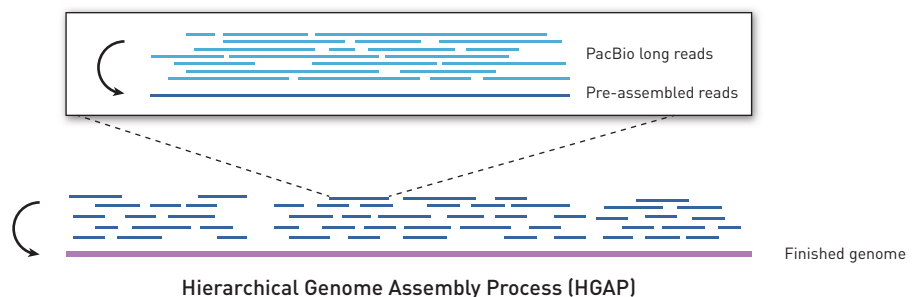 PacBio long reads
Pre-assembled reads
Finished genome
Hierarchical Genome Assembly Process (HGAP)